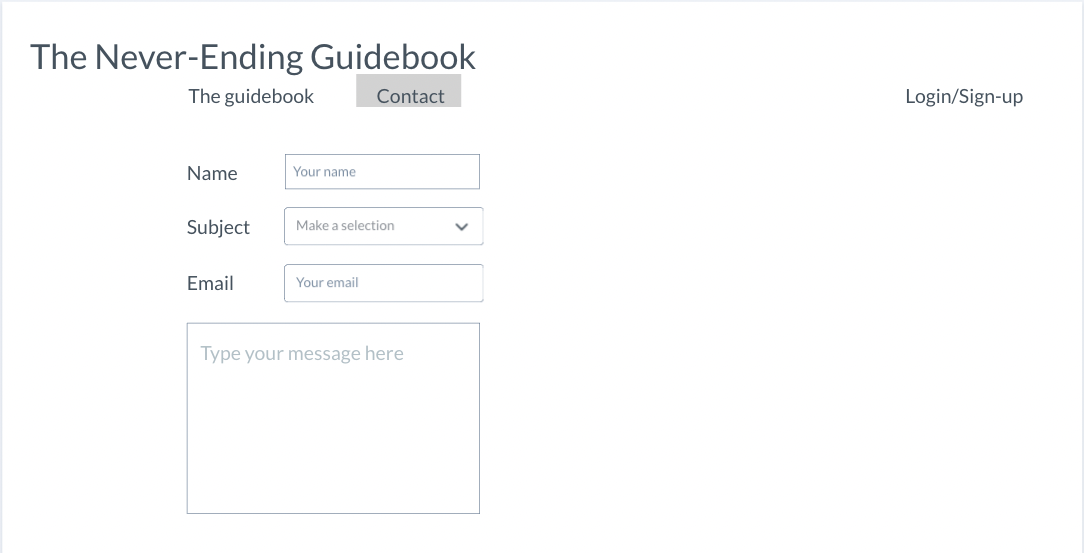 The Never-Ending Guidebook
The guidebook Contact Login/Sign-up
Name Your name
Subject Make a selection
Email Your email
Type your message here